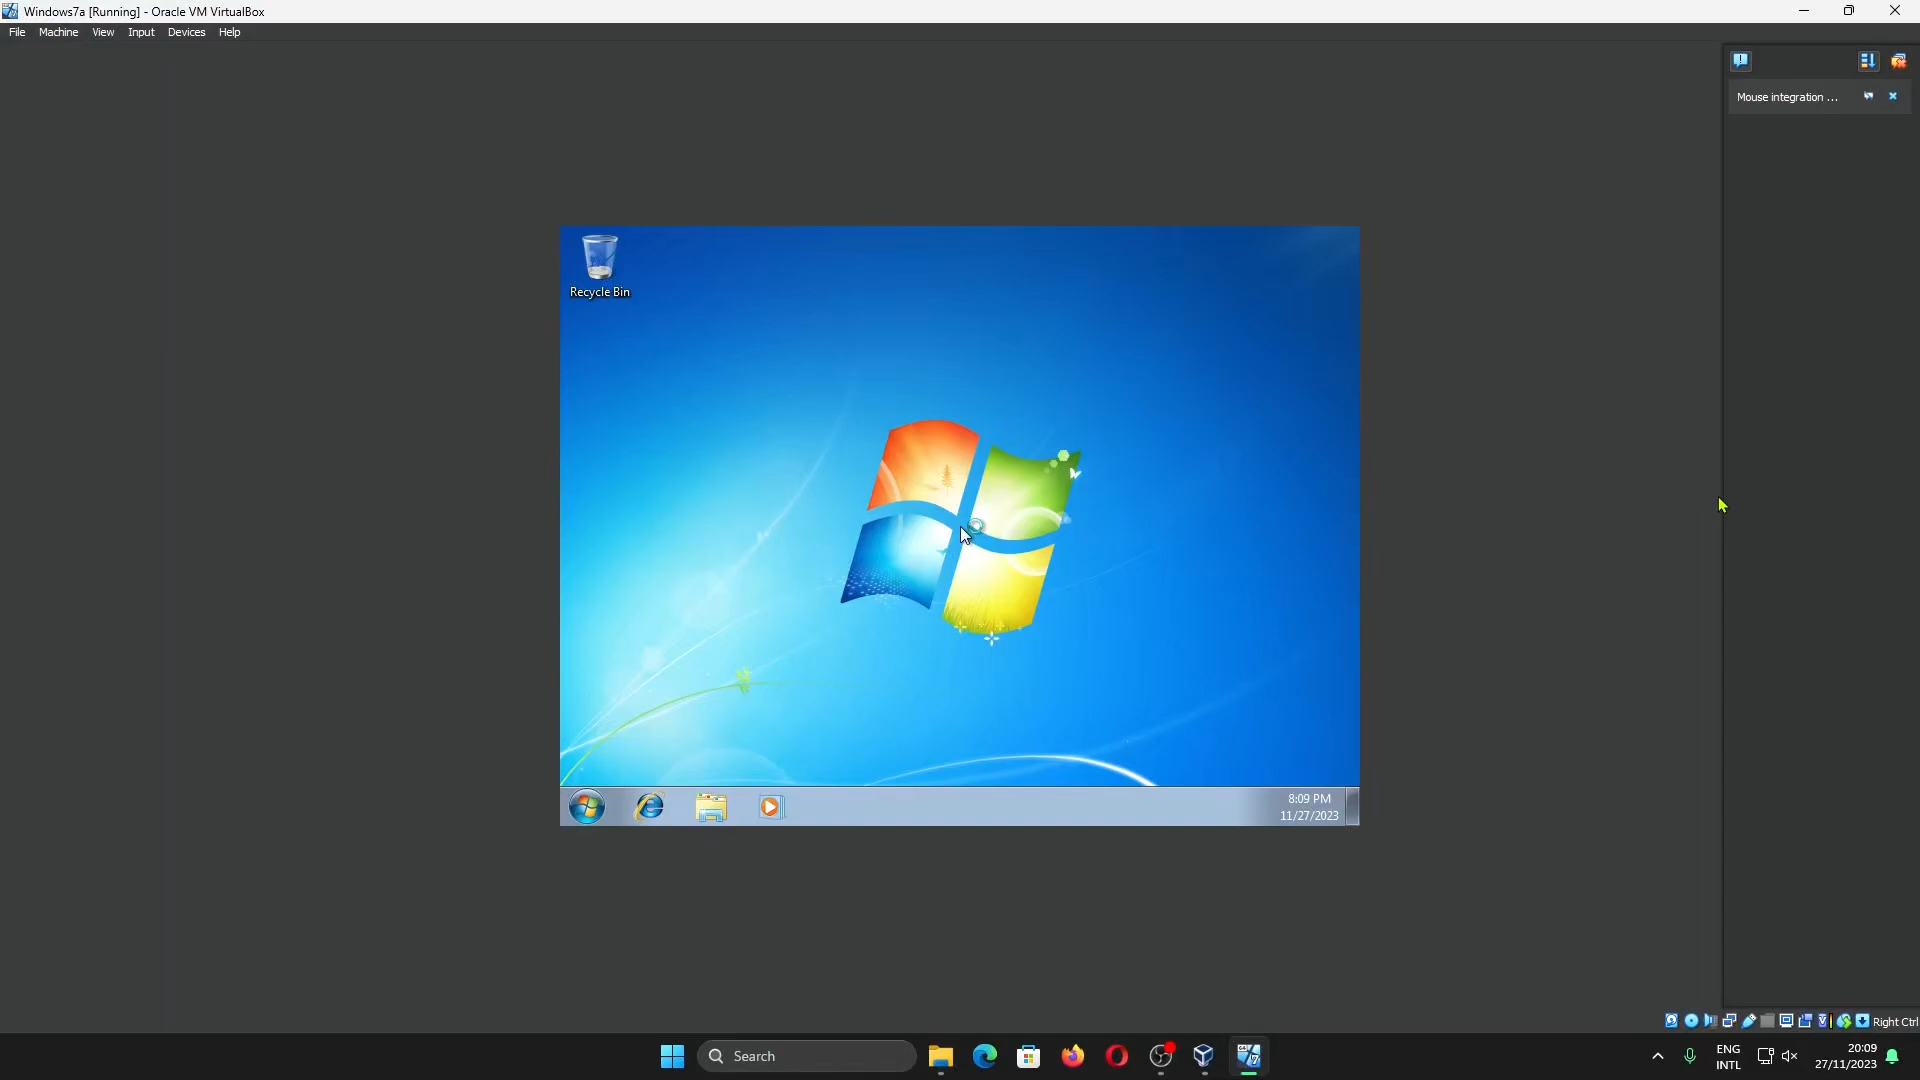 Windows7a [Running] - Oracle VM VirtualBox
File Machine View Input Devices Help
Mouse integration ...
Recycle Bin
8:09 PM
11/27/2023
Right Ctrl
Search
ENG
INTL
20:09
27/11/2023